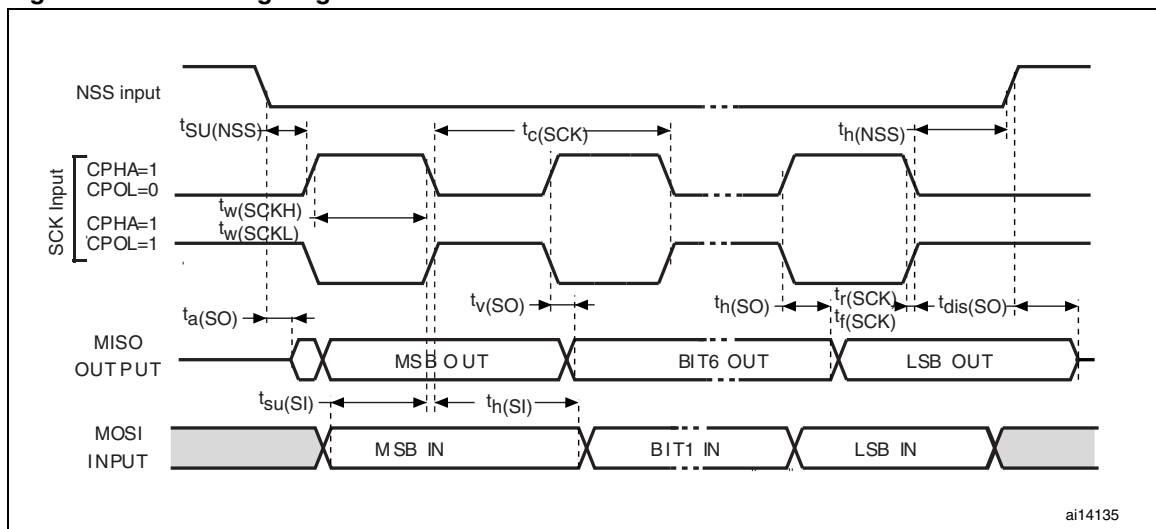 NSS input
tSU(NSS)
tc(SCK)
th(NSS)
SCK Input
CPHA=1
CPOL=0
CPHA=1
CPOL=1
tw(SCKH)
tw(SCKL)
ta(SO)
tv(SO)
th(SO)
tr(SCK)
tf(SCK)
tdis(SO)
MISO
OUTPUT
MSB OUT
BIT6 OUT
LSB OUT
tsu(SI)
th(SI)
MOSI
INPUT
MSB IN
BIT1 IN
LSB IN
ai14135